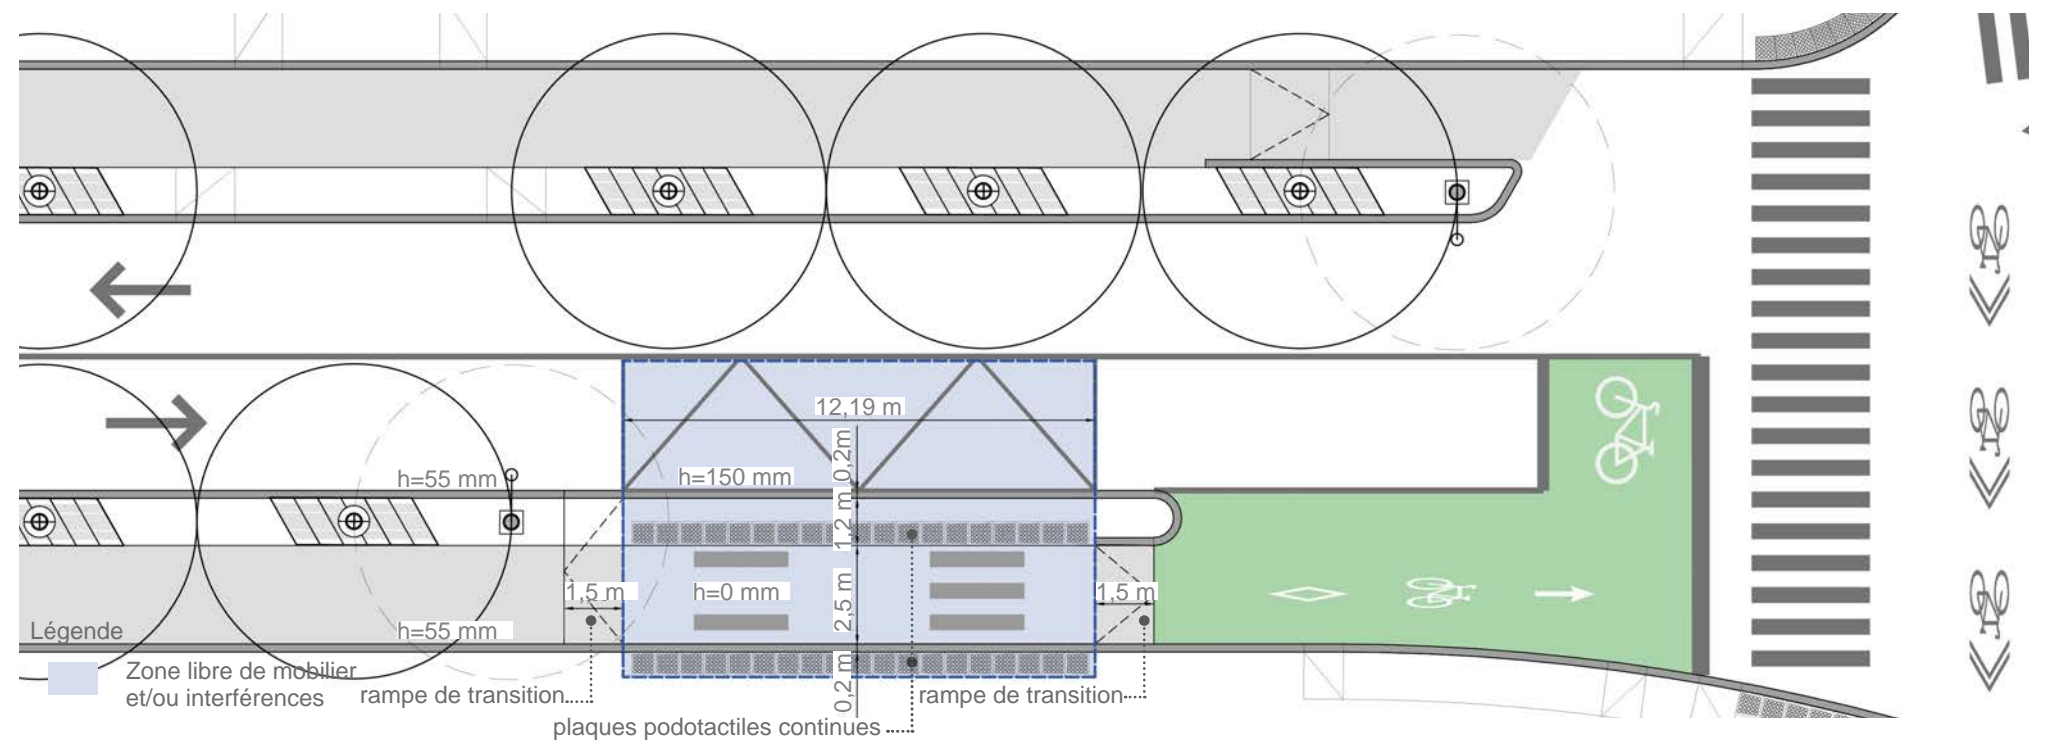 12,19 m
0,2m
h=55 mm
h=150 mm
1,2 m
1,5 m
h=0 mm
2,5 m
1,5 m
Légende
h=55 mm
Zone libre de mobilier
et/ou interférences
rampe de transition
0,2 m
rampe de transition
plaques podotactiles continues